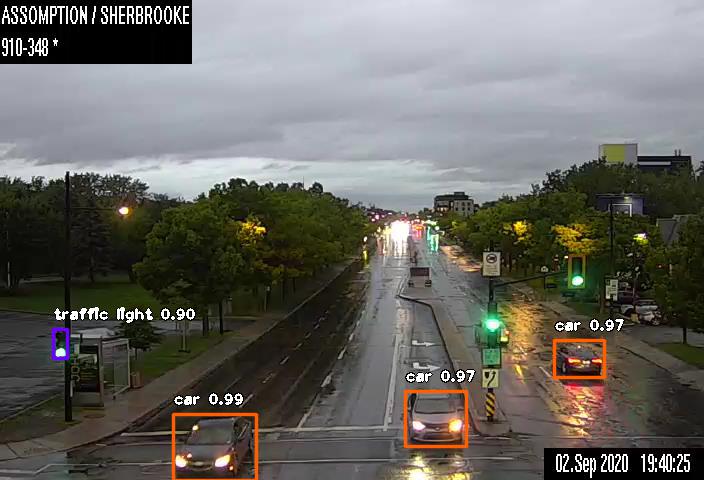 ASSOMPTION / SHERBROOKE
910-348 *
traffic light 0.90
car 0.97
car 0.97
car 0.99
02.Sep 2020 19:40:25